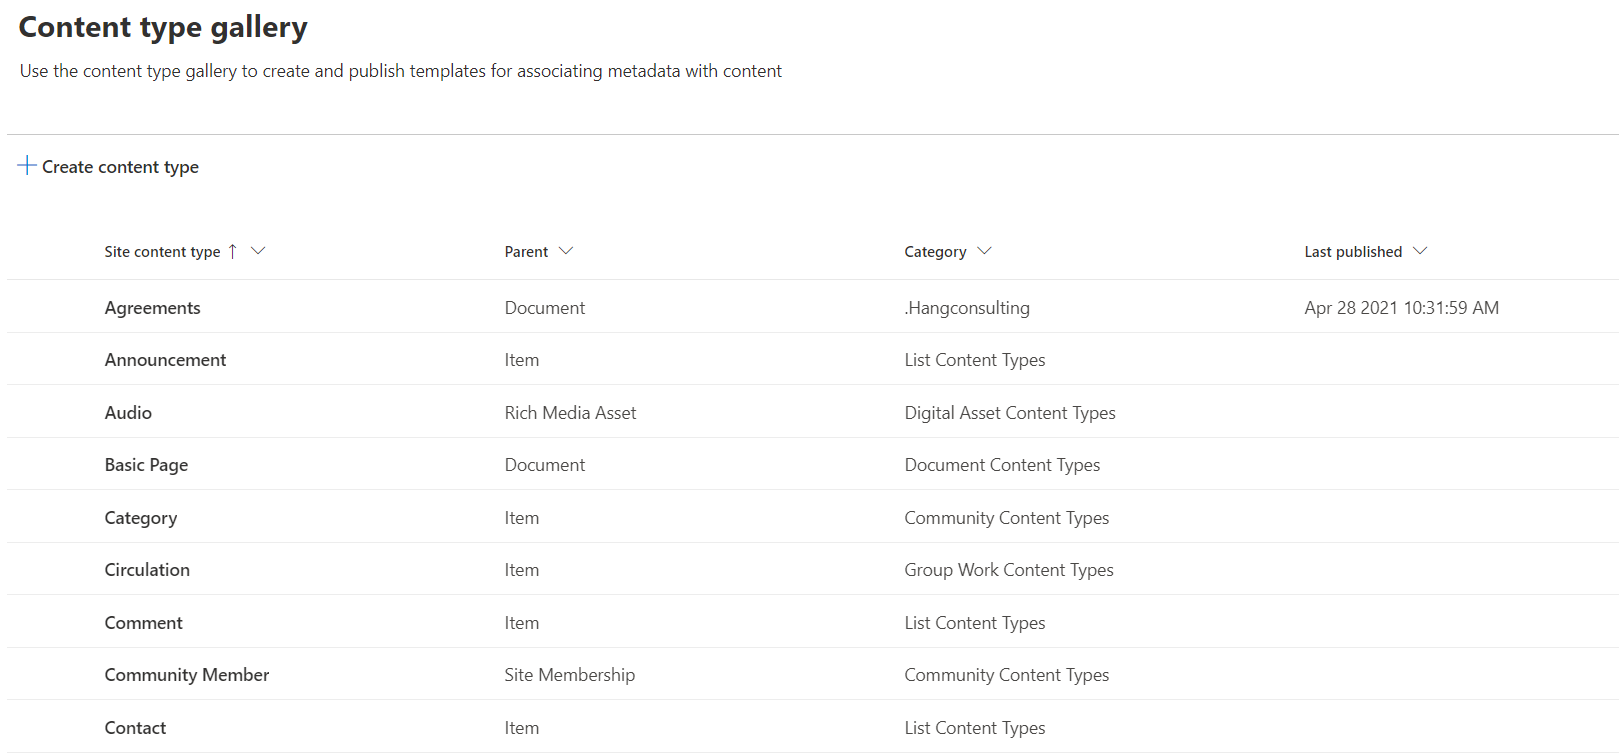 Content type gallery
Use the content type gallery to create and publish templates for associating metadata with content
Create content type
Site content type Parent Category Last published
Agreements Document .Hangconsulting Apr 28 2021 10:31:59 AM
Announcement Item List Content Types
Audio Rich Media Asset Digital Asset Content Types
Basic Page Document Document Content Types
Category Item Community Content Types
Circulation Item Group Work Content Types
Comment Item List Content Types
Community Member Site Membership Community Content Types
Contact Item List Content Types